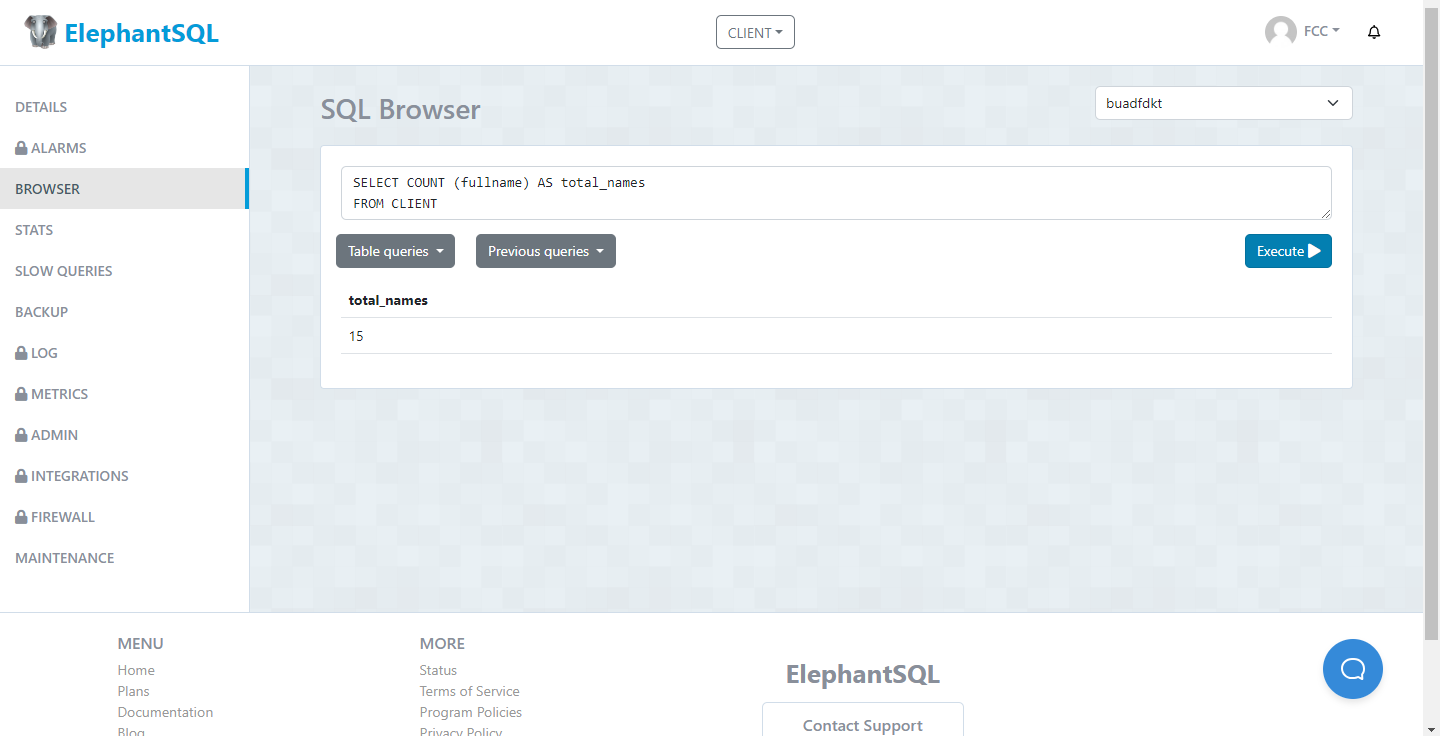 ElephantSQL
CLIENT
FCC
DETAILS
ALARMS
BROWSER
STATS
SLOW QUERIES
BACKUP
LOG
METRICS
ADMIN
INTEGRATIONS
FIREWALL
MAINTENANCE
SQL Browser
buadfdkt
SELECT COUNT (fullname) AS total_names
FROM CLIENT
Table queries
Previous queries
Execute
total_names
15
MENU
Home
Plans
Documentation
Blog
MORE
Status
Terms of Service
Program Policies
Privacy Policy
ElephantSQL
Contact Support